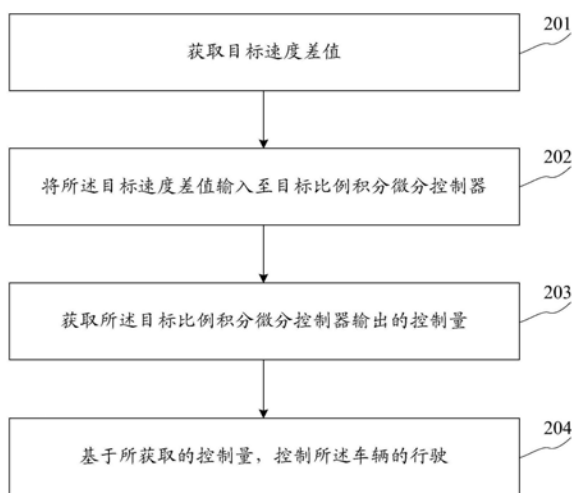 201
获取目标速度差值
202
将所述目标速度差值输入至目标比例积分微分控制器
203
获取所述目标比例积分微分控制器输出的控制量
204
基于所获取的控制量，控制所述车辆的行驶